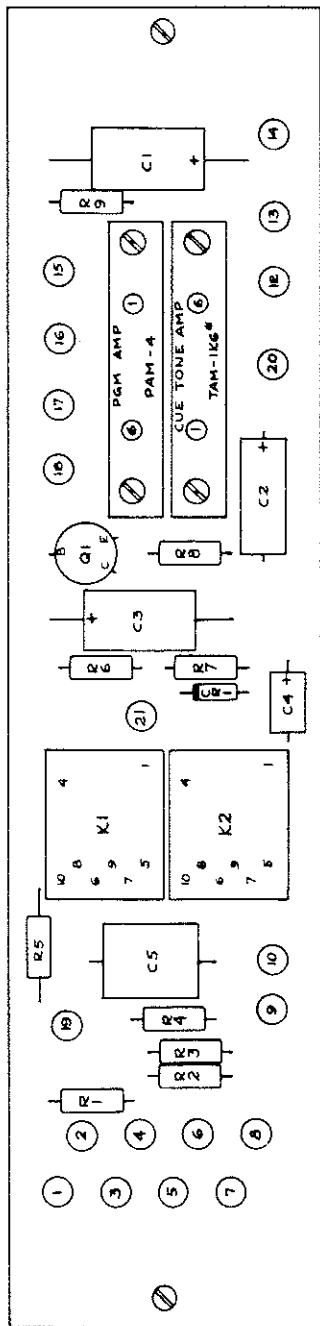 1
2
3
4
5
6
7
8
R1
R2
R3
R4
19
R5
9
10
C5
10
8
6
9
7
5
4
1
K1
10
8
6
9
7
5
4
1
K2
21
R6
R7
CR1
C4
+
C3
+
Q1
B
C
E
R8
C2
+
18
17
16
15
PGM AMP
6
1
PAM-4
CUE TONE AMP
1
6
TAM-1K6*
R9
C1
+
20
12
13
14